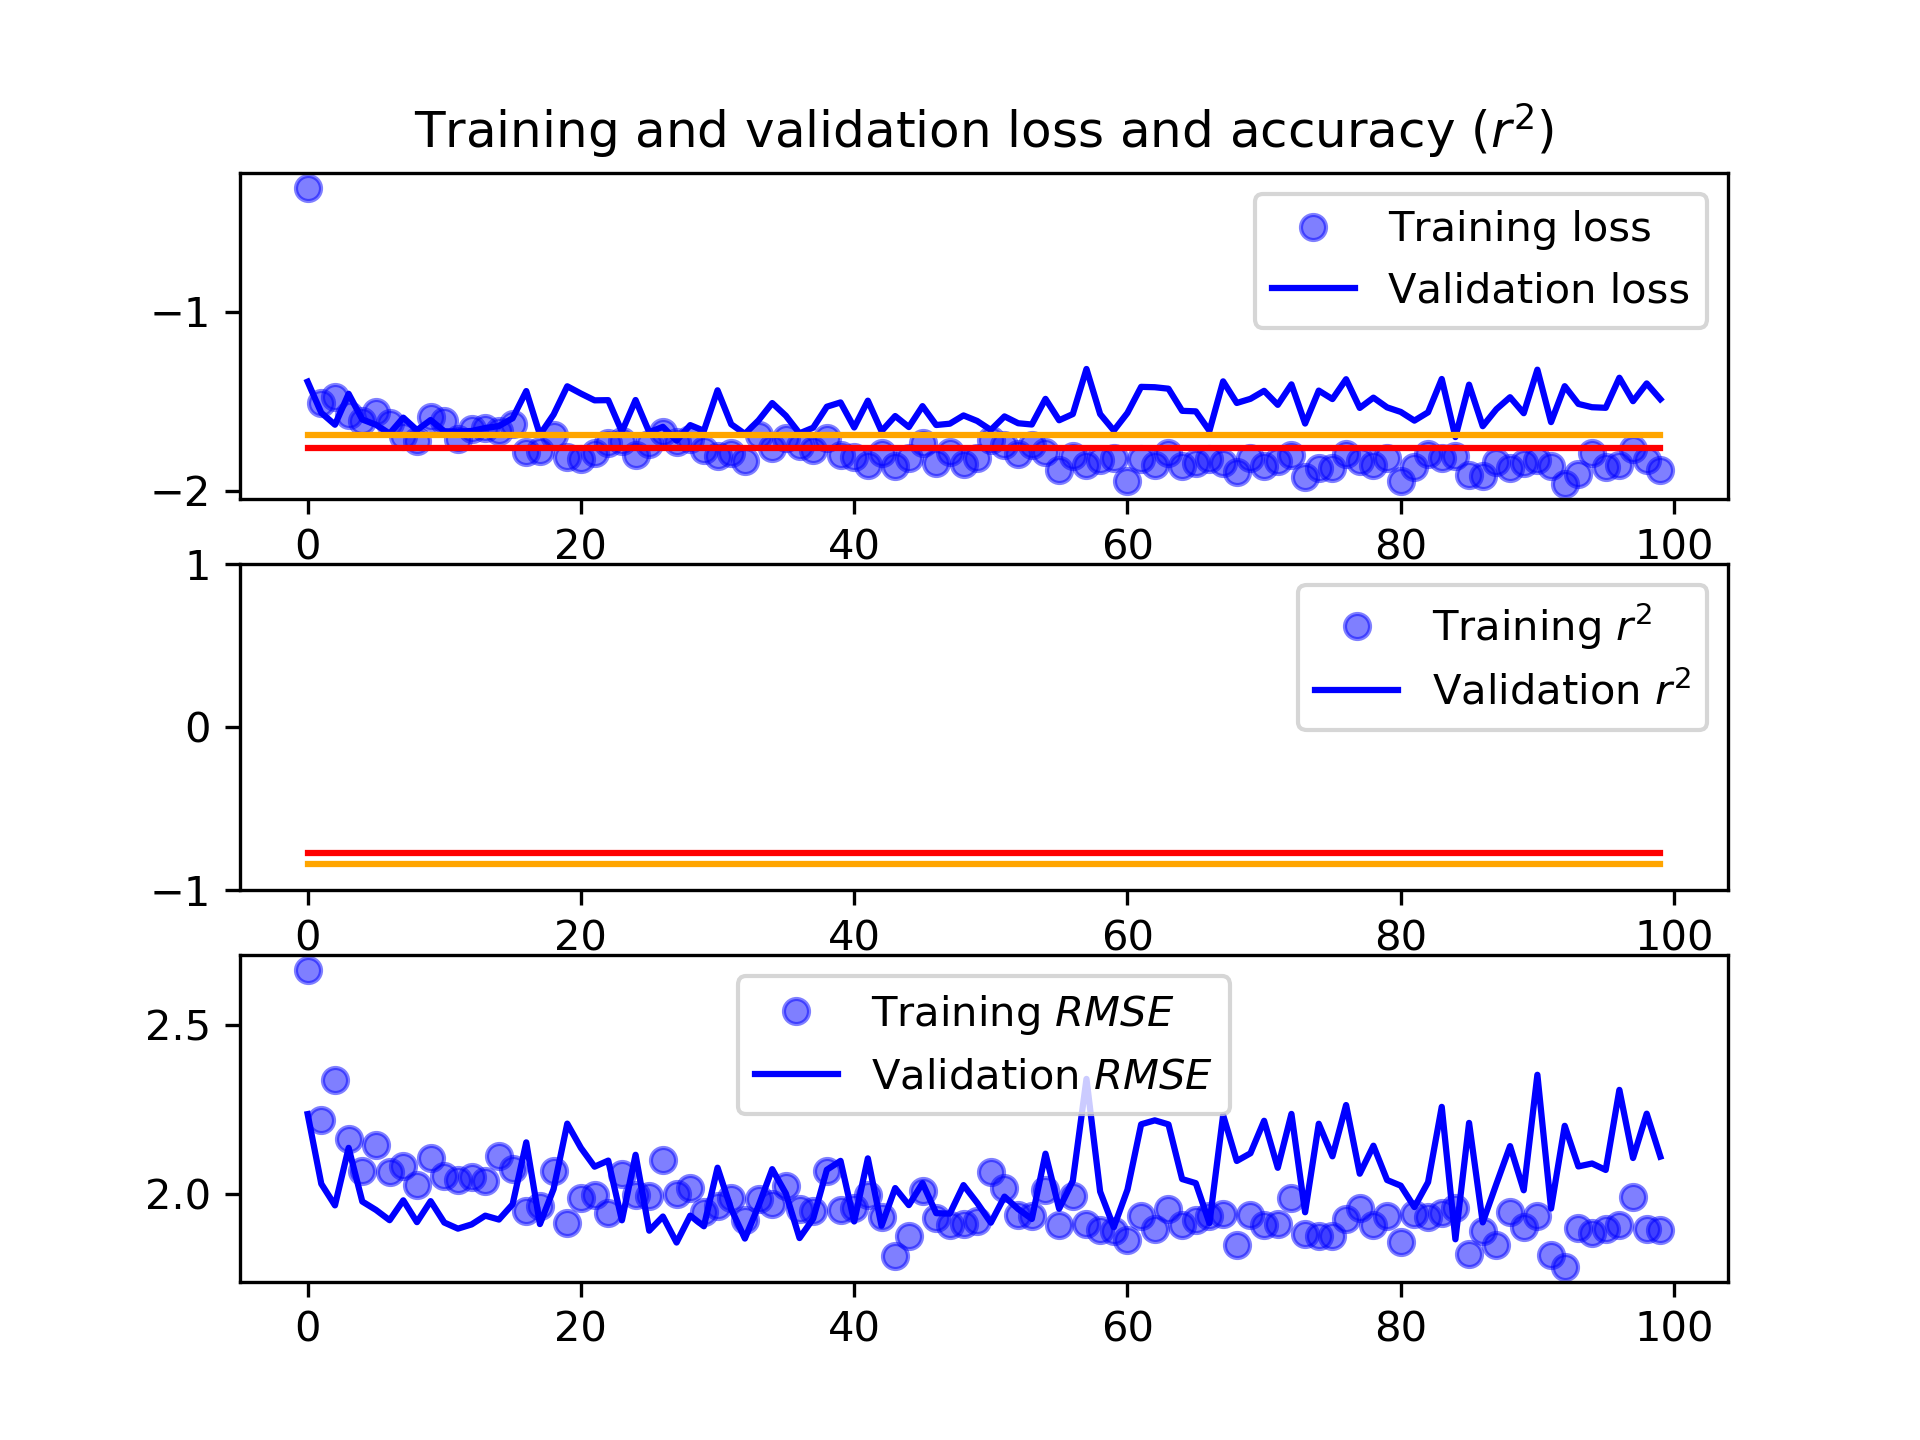 Training and validation loss and accuracy (r²)
Training loss
Validation loss
−1
−2
0 20 40 60 80 100
Training r²
Validation r²
1
0
−1
0 20 40 60 80 100
Training RMSE
Validation RMSE
2.5
2.0
0 20 40 60 80 100